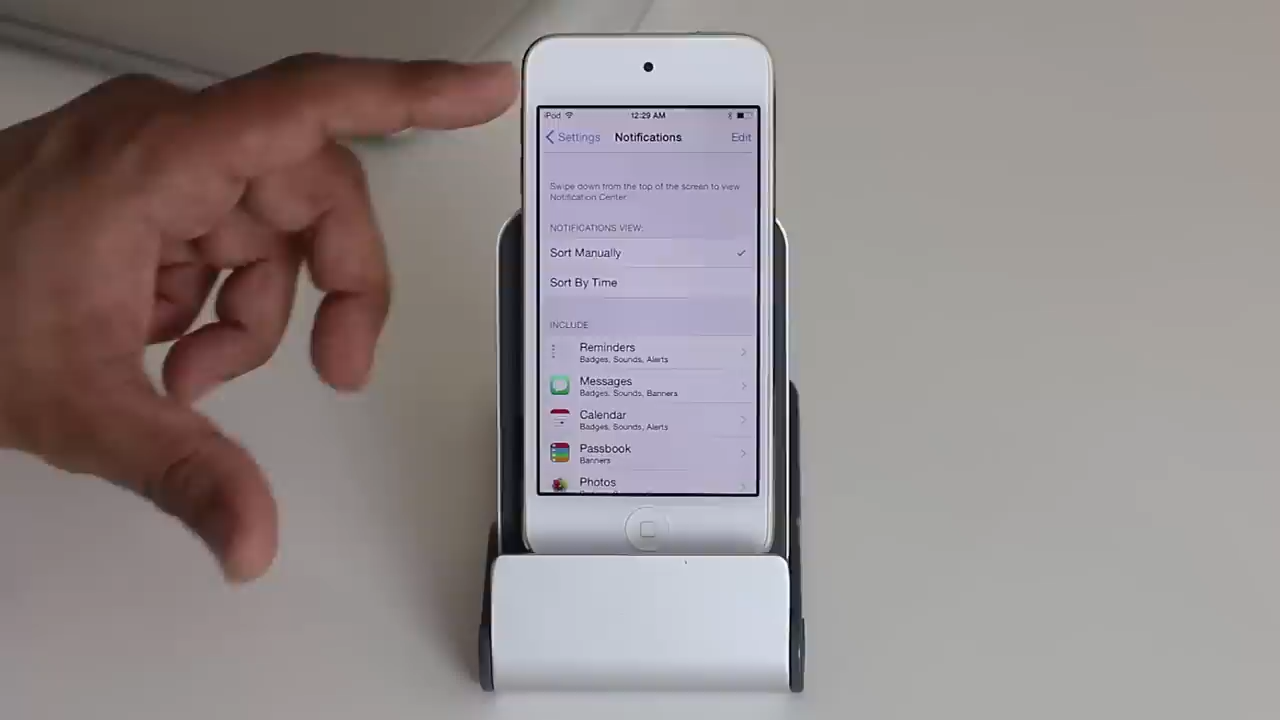 iPod 12:29 AM
Settings Notifications Edit
Swipe down from the top of the screen to view
Notification Center.
NOTIFICATIONS VIEW:
Sort Manually
Sort By Time
INCLUDE:
Reminders
Badges, Sounds, Alerts
Messages
Badges, Sounds, Banners
Calendar
Badges, Sounds, Alerts
Passbook
Banners
Photos